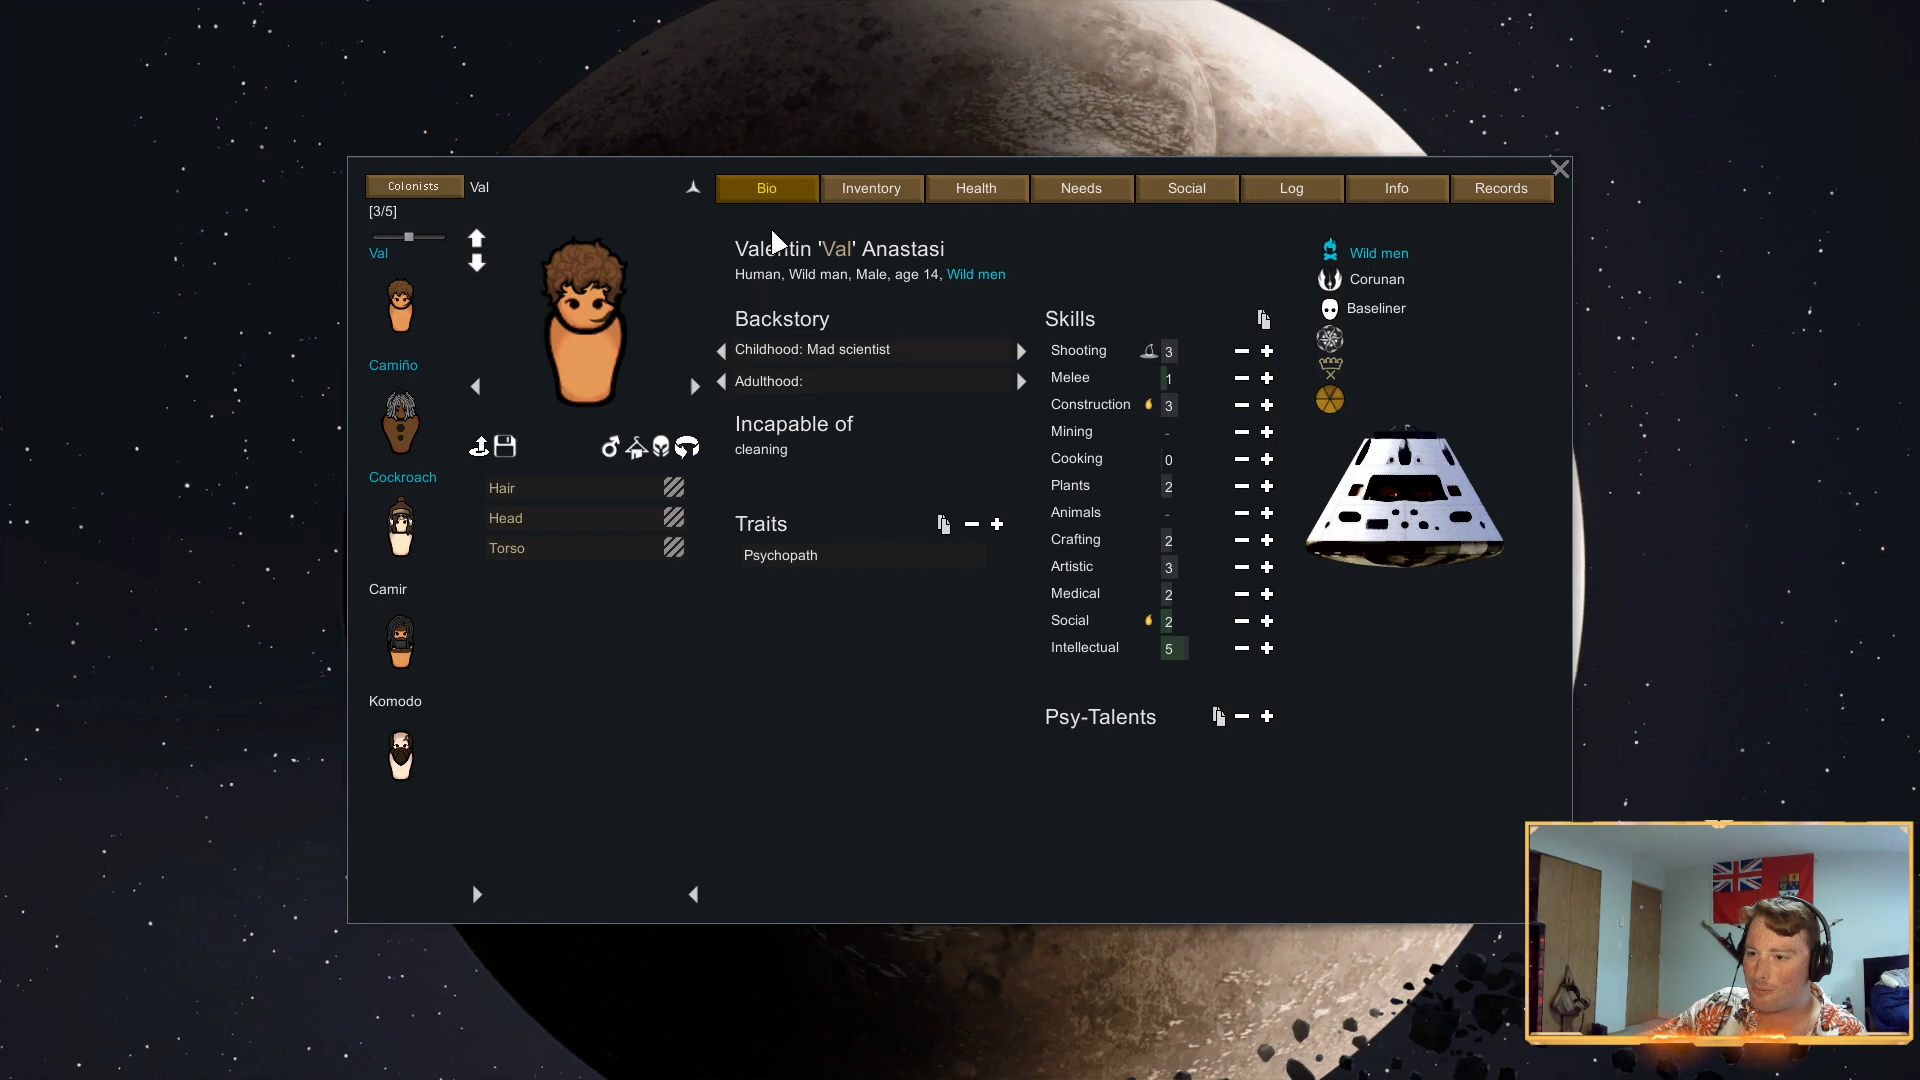 Colonists
Val
[3/5]
Val
Camiño
Cockroach
Camir
Komodo
Hair
Head
Torso
Bio
Inventory
Health
Needs
Social
Log
Info
Records
Valentin 'Val' Anastasi
Human, Wild man, Male, age 14, Wild men
Backstory
Childhood: Mad scientist
Adulthood:
Incapable of
cleaning
Traits
Psychopath
Skills
Shooting 3
Melee 1
Construction 3
Mining -
Cooking 0
Plants 2
Animals -
Crafting 2
Artistic 3
Medical 2
Social 2
Intellectual 5
Psy-Talents
Wild men
Corunan
Baseliner